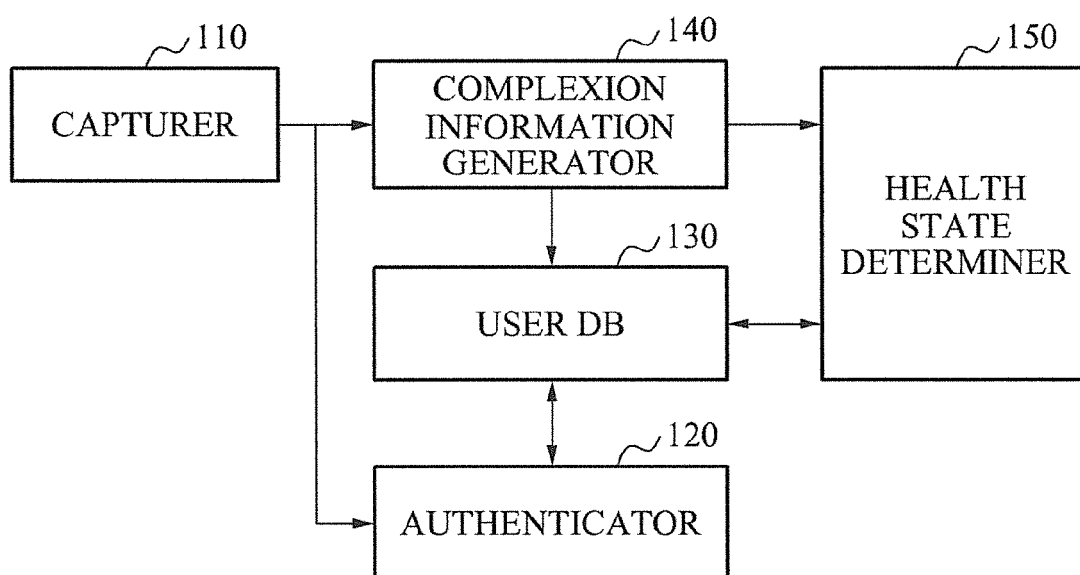 110
CAPTURER
140
COMPLEXION
INFORMATION
GENERATOR
150
HEALTH
STATE
DETERMINER
130
USER DB
120
AUTHENTICATOR